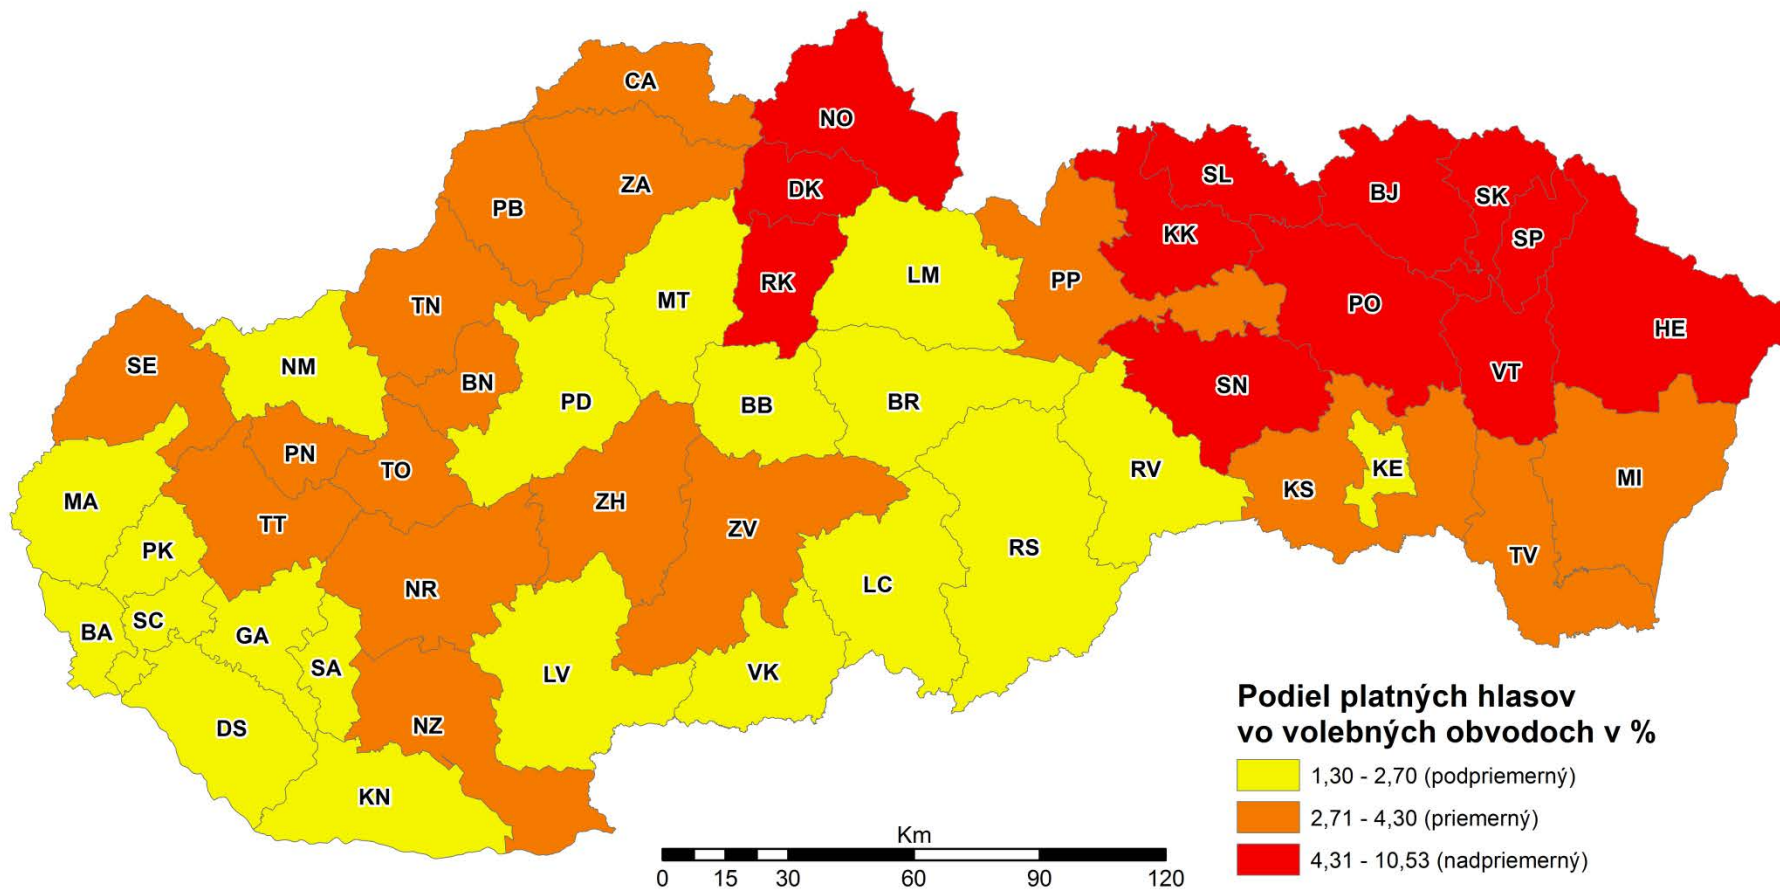 CA
NO
ZA
DK
SL
BJ
SK
PB
KK
SP
RK
LM
PP
TN
MT
PO
HE
SE
NM
BN
SN
VT
PD
BB
BR
PN
TO
MA
ZH
RV
KS
KE
MI
TT
ZV
PK
RS
TV
NR
LC
SC
BA
GA
SA
LV
VK
DS
NZ
KN
Podiel platných hlasov
vo volebných obvodoch v %
1,30 - 2,70 (podpriemerný)
2,71 - 4,30 (priemerný)
4,31 - 10,53 (nadpriemerný)
Km
0 15 30 60 90 120